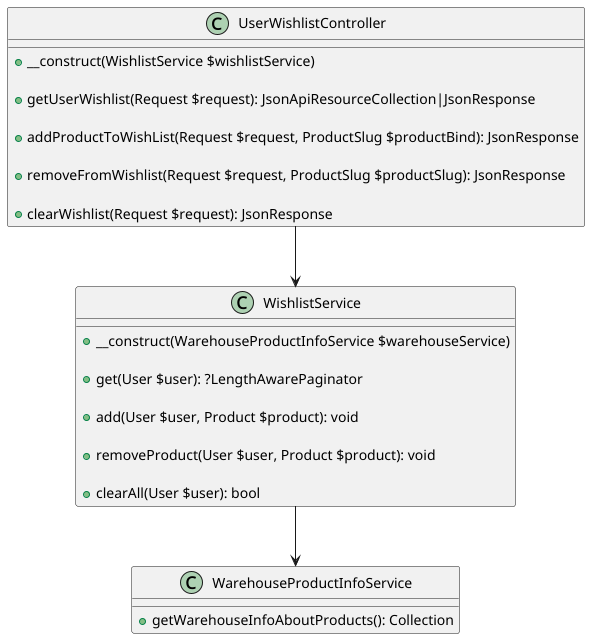 C UserWishlistController
__construct(WishlistService $wishlistService)
getUserWishlist(Request $request): JsonApiResourceCollection|JsonResponse
addProductToWishList(Request $request, ProductSlug $productBind): JsonResponse
removeFromWishlist(Request $request, ProductSlug $productSlug): JsonResponse
clearWishlist(Request $request): JsonResponse
C WishlistService
__construct(WarehouseProductInfoService $warehouseService)
get(User $user): ?LengthAwarePaginator
add(User $user, Product $product): void
removeProduct(User $user, Product $product): void
clearAll(User $user): bool
C WarehouseProductInfoService
getWarehouseInfoAboutProducts(): Collection